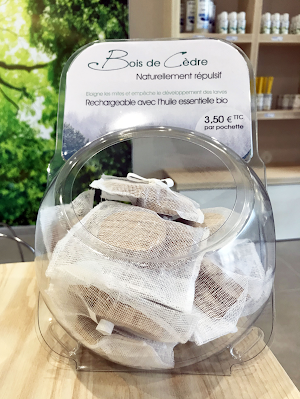 Bois de Cèdre
Naturellement répulsif
Eloigne les mites et empêche le développement des larves
Rechargeable avec l'huile essentielle bio
3,50 € TTC
par pochette